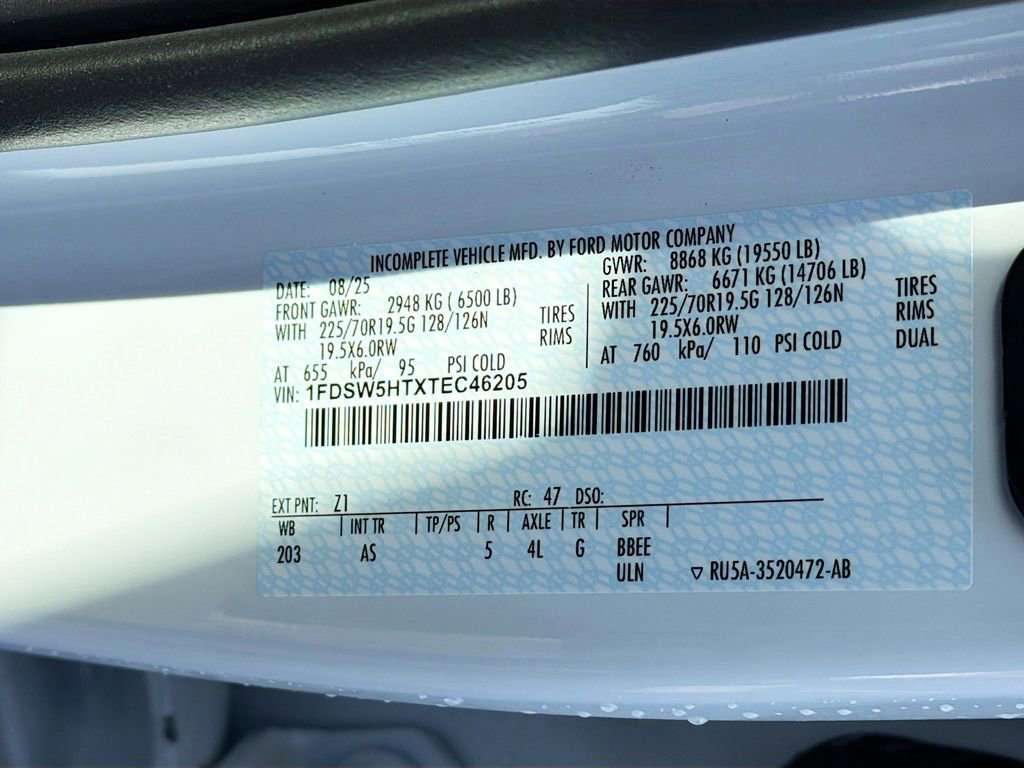 INCOMPLETE VEHICLE MFD. BY FORD MOTOR COMPANY
DATE: 08/25
FRONT GAWR: 2948 KG ( 6500 LB)
WITH 225/70R19.5G 128/126N TIRES
19.5X6.0RW RIMS
AT 655 kPa/ 95 PSI COLD
GVWR: 8868 KG (19550 LB)
REAR GAWR: 6671 KG (14706 LB)
WITH 225/70R19.5G 128/126N TIRES
19.5X6.0RW RIMS
AT 760 kPa/ 110 PSI COLD DUAL
VIN: 1FDSW5HTXTEC46205
EXT PNT: Z1 RC: 47 DSO:
WB INT TR TP/PS R AXLE TR SPR
203 AS 5 4L G BBEE
ULN ▽ RU5A-3520472-AB